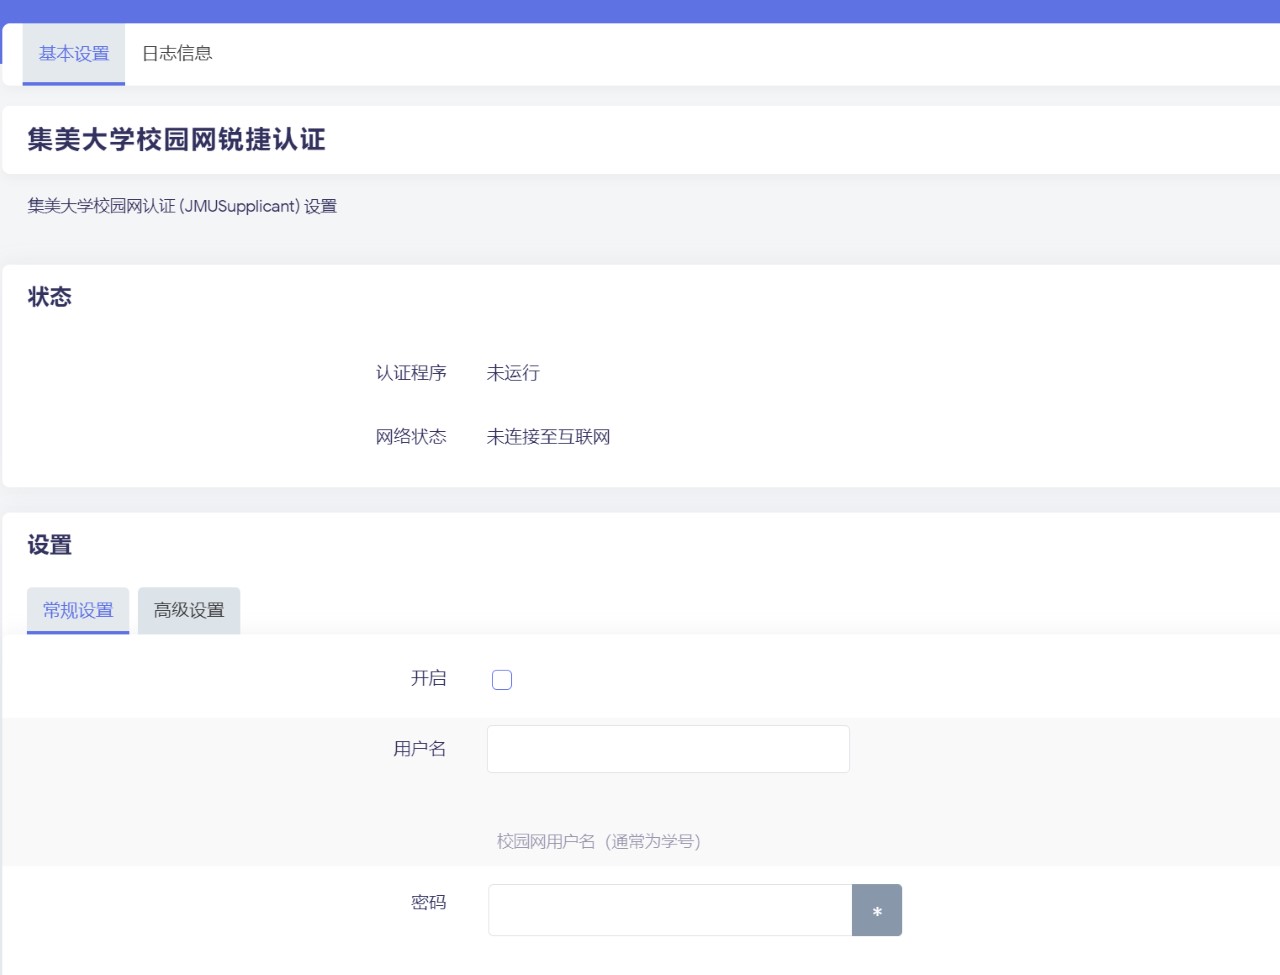 基本设置 日志信息
集美大学校园网锐捷认证
集美大学校园网认证 (JMUSupplicant) 设置
状态
认证程序 未运行
网络状态 未连接至互联网
设置
常规设置 高级设置
开启
用户名
校园网用户名（通常为学号）
密码 *